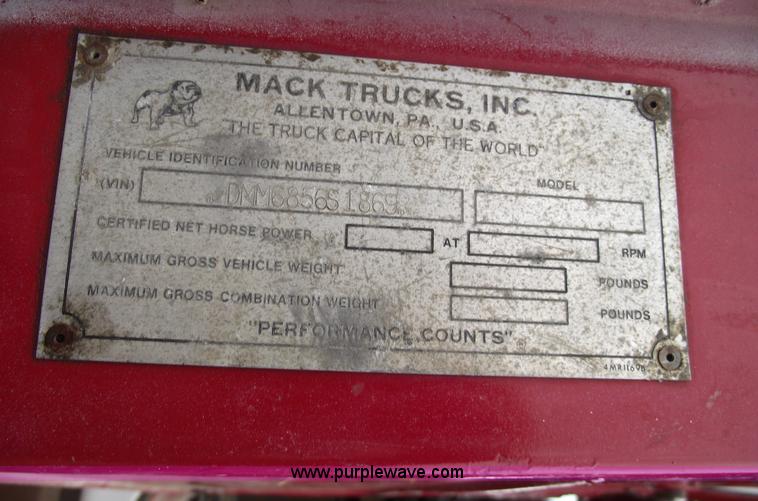 MACK TRUCKS, INC.
ALLENTOWN, PA., U.S.A.
THE TRUCK CAPITAL OF THE WORLD
VEHICLE IDENTIFICATION NUMBER
(VIN) DMM6856S1869 MODEL
CERTIFIED NET HORSE POWER AT RPM
MAXIMUM GROSS VEHICLE WEIGHT POUNDS
MAXIMUM GROSS COMBINATION WEIGHT POUNDS
"PERFORMANCE COUNTS"
www.purplewave.com